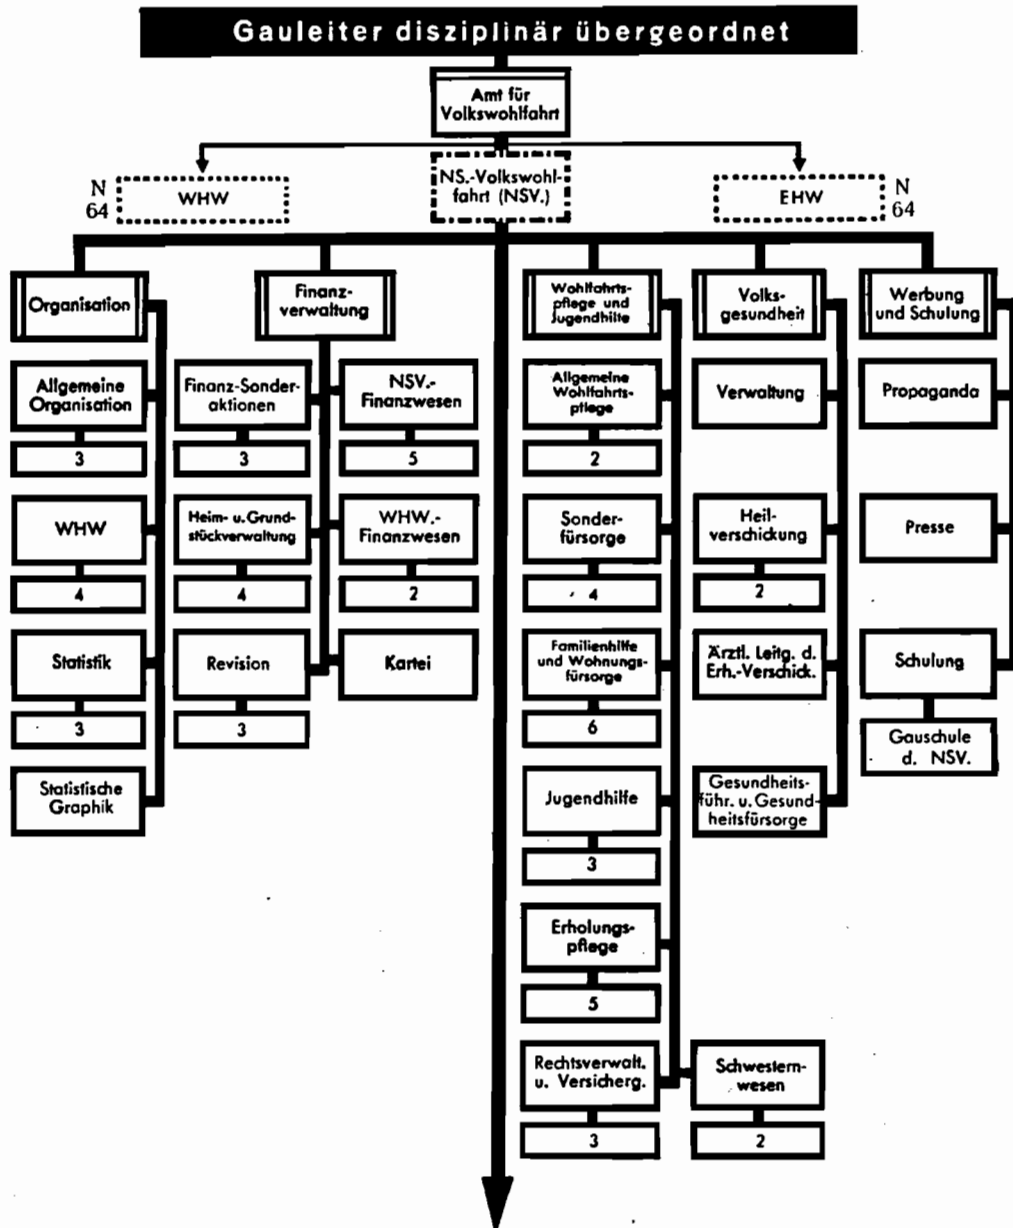 Gauleiter disziplinär übergeordnet
Amt für
Volkswohlfahrt
N
64
WHW
NS.-Volkswohl-
fahrt (NSV.)
EHW
N
64
Organisation
Allgemeine
Organisation
3
WHW
4
Statistik
3
Statistische
Graphik
Finanz-
verwaltung
Finanz-Sonder-
aktionen
3
Heim- u. Grund-
stückverwaltung
4
Revision
3
NSV.-
Finanzwesen
5
WHW.-
Finanzwesen
2
Kartei
Wohlfahrts-
pflege und
Jugendhilfe
Allgemeine
Wohlfahrts-
pflege
2
Sonder-
fürsorge
4
Familienhilfe
und Wohnungs-
fürsorge
6
Jugendhilfe
3
Erholungs-
pflege
5
Rechtsverwalt.
u. Versicherg.
3
Schwestern-
wesen
2
Volks-
gesundheit
Verwaltung
Heil-
verschickung
2
Ärztl. Leitg. d.
Erh.-Verschick.
Gesundheits-
führ. u. Gesund-
heitsfürsorge
Werbung
und Schulung
Propaganda
Presse
Schulung
Gauschule
d. NSV.